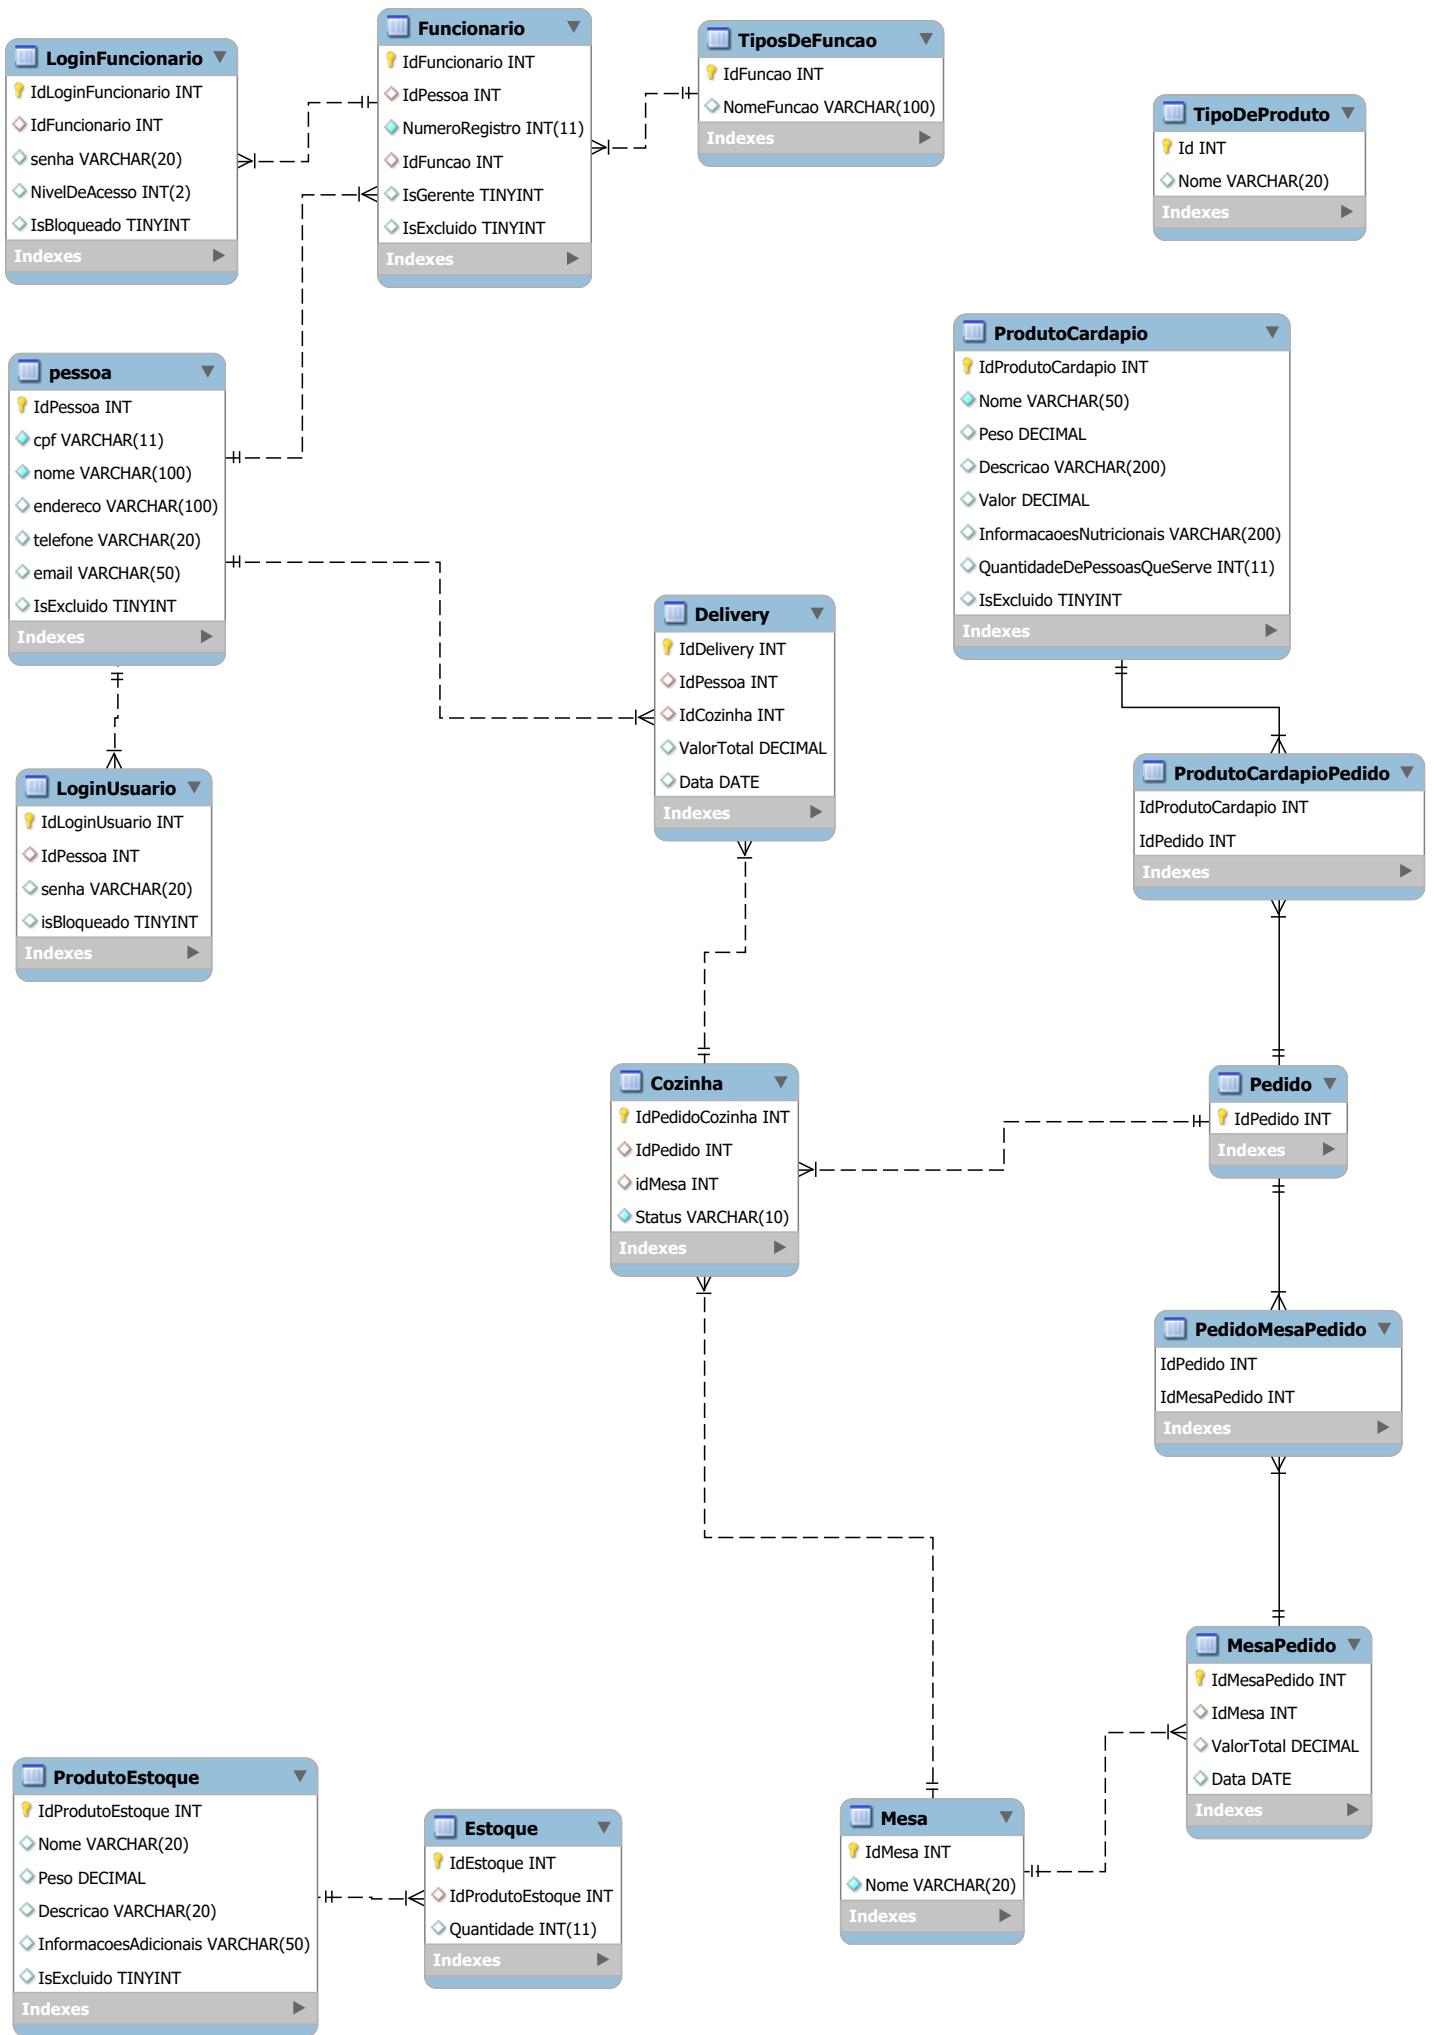 LoginFuncionario
IdLoginFuncionario INT
IdFuncionario INT
senha VARCHAR(20)
NivelDeAcesso INT(2)
IsBloqueado TINYINT
Indexes
Funcionario
IdFuncionario INT
IdPessoa INT
NumeroRegistro INT(11)
IdFuncao INT
IsGerente TINYINT
IsExcluido TINYINT
Indexes
TiposDeFuncao
IdFuncao INT
NomeFuncao VARCHAR(100)
Indexes
TipoDeProduto
Id INT
Nome VARCHAR(20)
Indexes
pessoa
IdPessoa INT
cpf VARCHAR(11)
nome VARCHAR(100)
endereco VARCHAR(100)
telefone VARCHAR(20)
email VARCHAR(50)
IsExcluido TINYINT
Indexes
ProdutoCardapio
IdProdutoCardapio INT
Nome VARCHAR(50)
Peso DECIMAL
Descricao VARCHAR(200)
Valor DECIMAL
InformacaoesNutricionais VARCHAR(200)
QuantidadeDePessoasQueServe INT(11)
IsExcluido TINYINT
Indexes
Delivery
IdDelivery INT
IdPessoa INT
IdCozinha INT
ValorTotal DECIMAL
Data DATE
Indexes
LoginUsuario
IdLoginUsuario INT
IdPessoa INT
senha VARCHAR(20)
isBloqueado TINYINT
Indexes
ProdutoCardapioPedido
IdProdutoCardapio INT
IdPedido INT
Indexes
Cozinha
IdPedidoCozinha INT
IdPedido INT
idMesa INT
Status VARCHAR(10)
Indexes
Pedido
IdPedido INT
Indexes
PedidoMesaPedido
IdPedido INT
IdMesaPedido INT
Indexes
MesaPedido
IdMesaPedido INT
IdMesa INT
ValorTotal DECIMAL
Data DATE
Indexes
ProdutoEstoque
IdProdutoEstoque INT
Nome VARCHAR(20)
Peso DECIMAL
Descricao VARCHAR(20)
InformacoesAdicionais VARCHAR(50)
IsExcluido TINYINT
Indexes
Estoque
IdEstoque INT
IdProdutoEstoque INT
Quantidade INT(11)
Indexes
Mesa
IdMesa INT
Nome VARCHAR(20)
Indexes